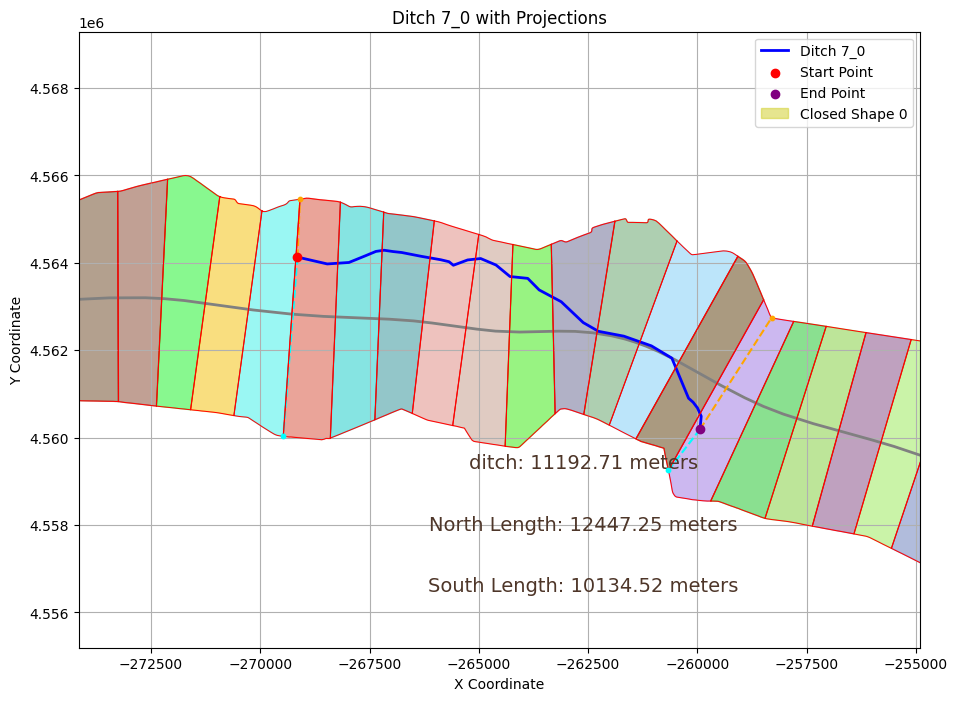 Ditch 7_0 with Projections
1e6
Ditch 7_0
Start Point
End Point
Closed Shape 0
4.568
4.566
4.564
4.562
4.560
4.558
4.556
Y Coordinate
ditch: 11192.71 meters
North Length: 12447.25 meters
South Length: 10134.52 meters
−272500 −270000 −267500 −265000 −262500 −260000 −257500 −255000
X Coordinate